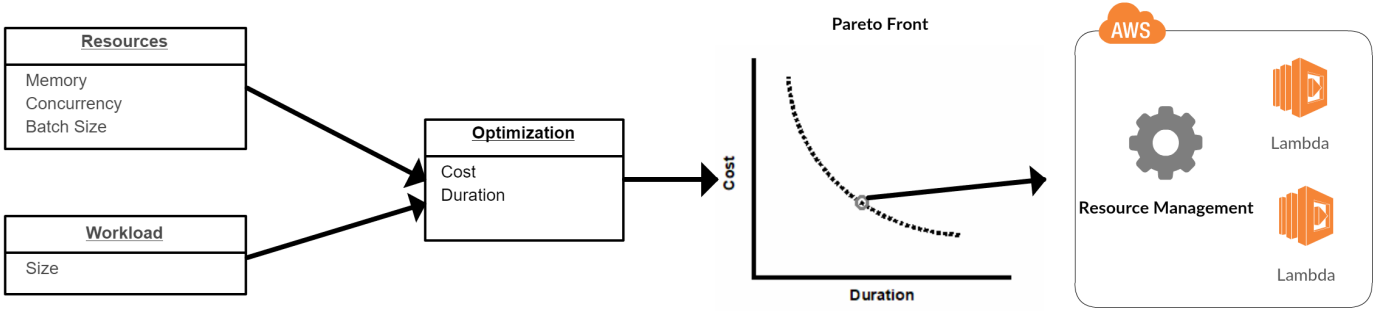 Resources
Memory
Concurrency
Batch Size
Workload
Size
Optimization
Cost
Duration
Pareto Front
Cost
Duration
AWS
Resource Management
Lambda
Lambda